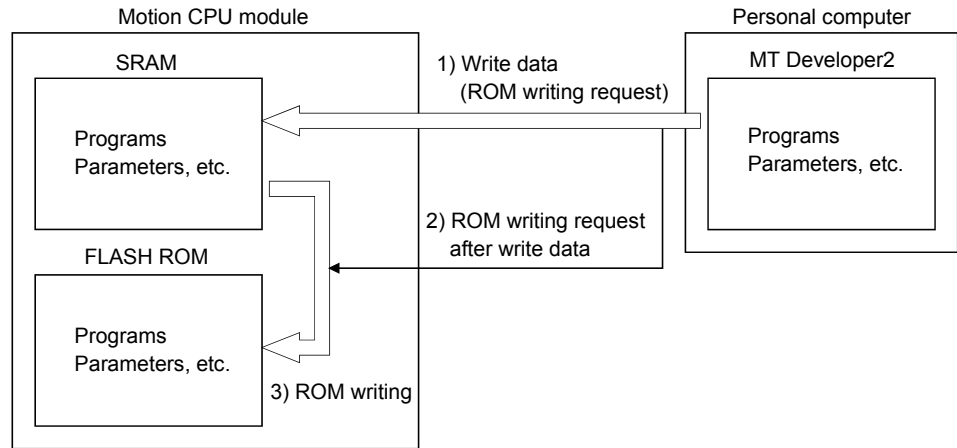 Motion CPU module
Personal computer
SRAM
MT Developer2
1) Write data
(ROM writing request)
Programs
Parameters, etc.
Programs
Parameters, etc.
2) ROM writing request
after write data
FLASH ROM
Programs
Parameters, etc.
3) ROM writing